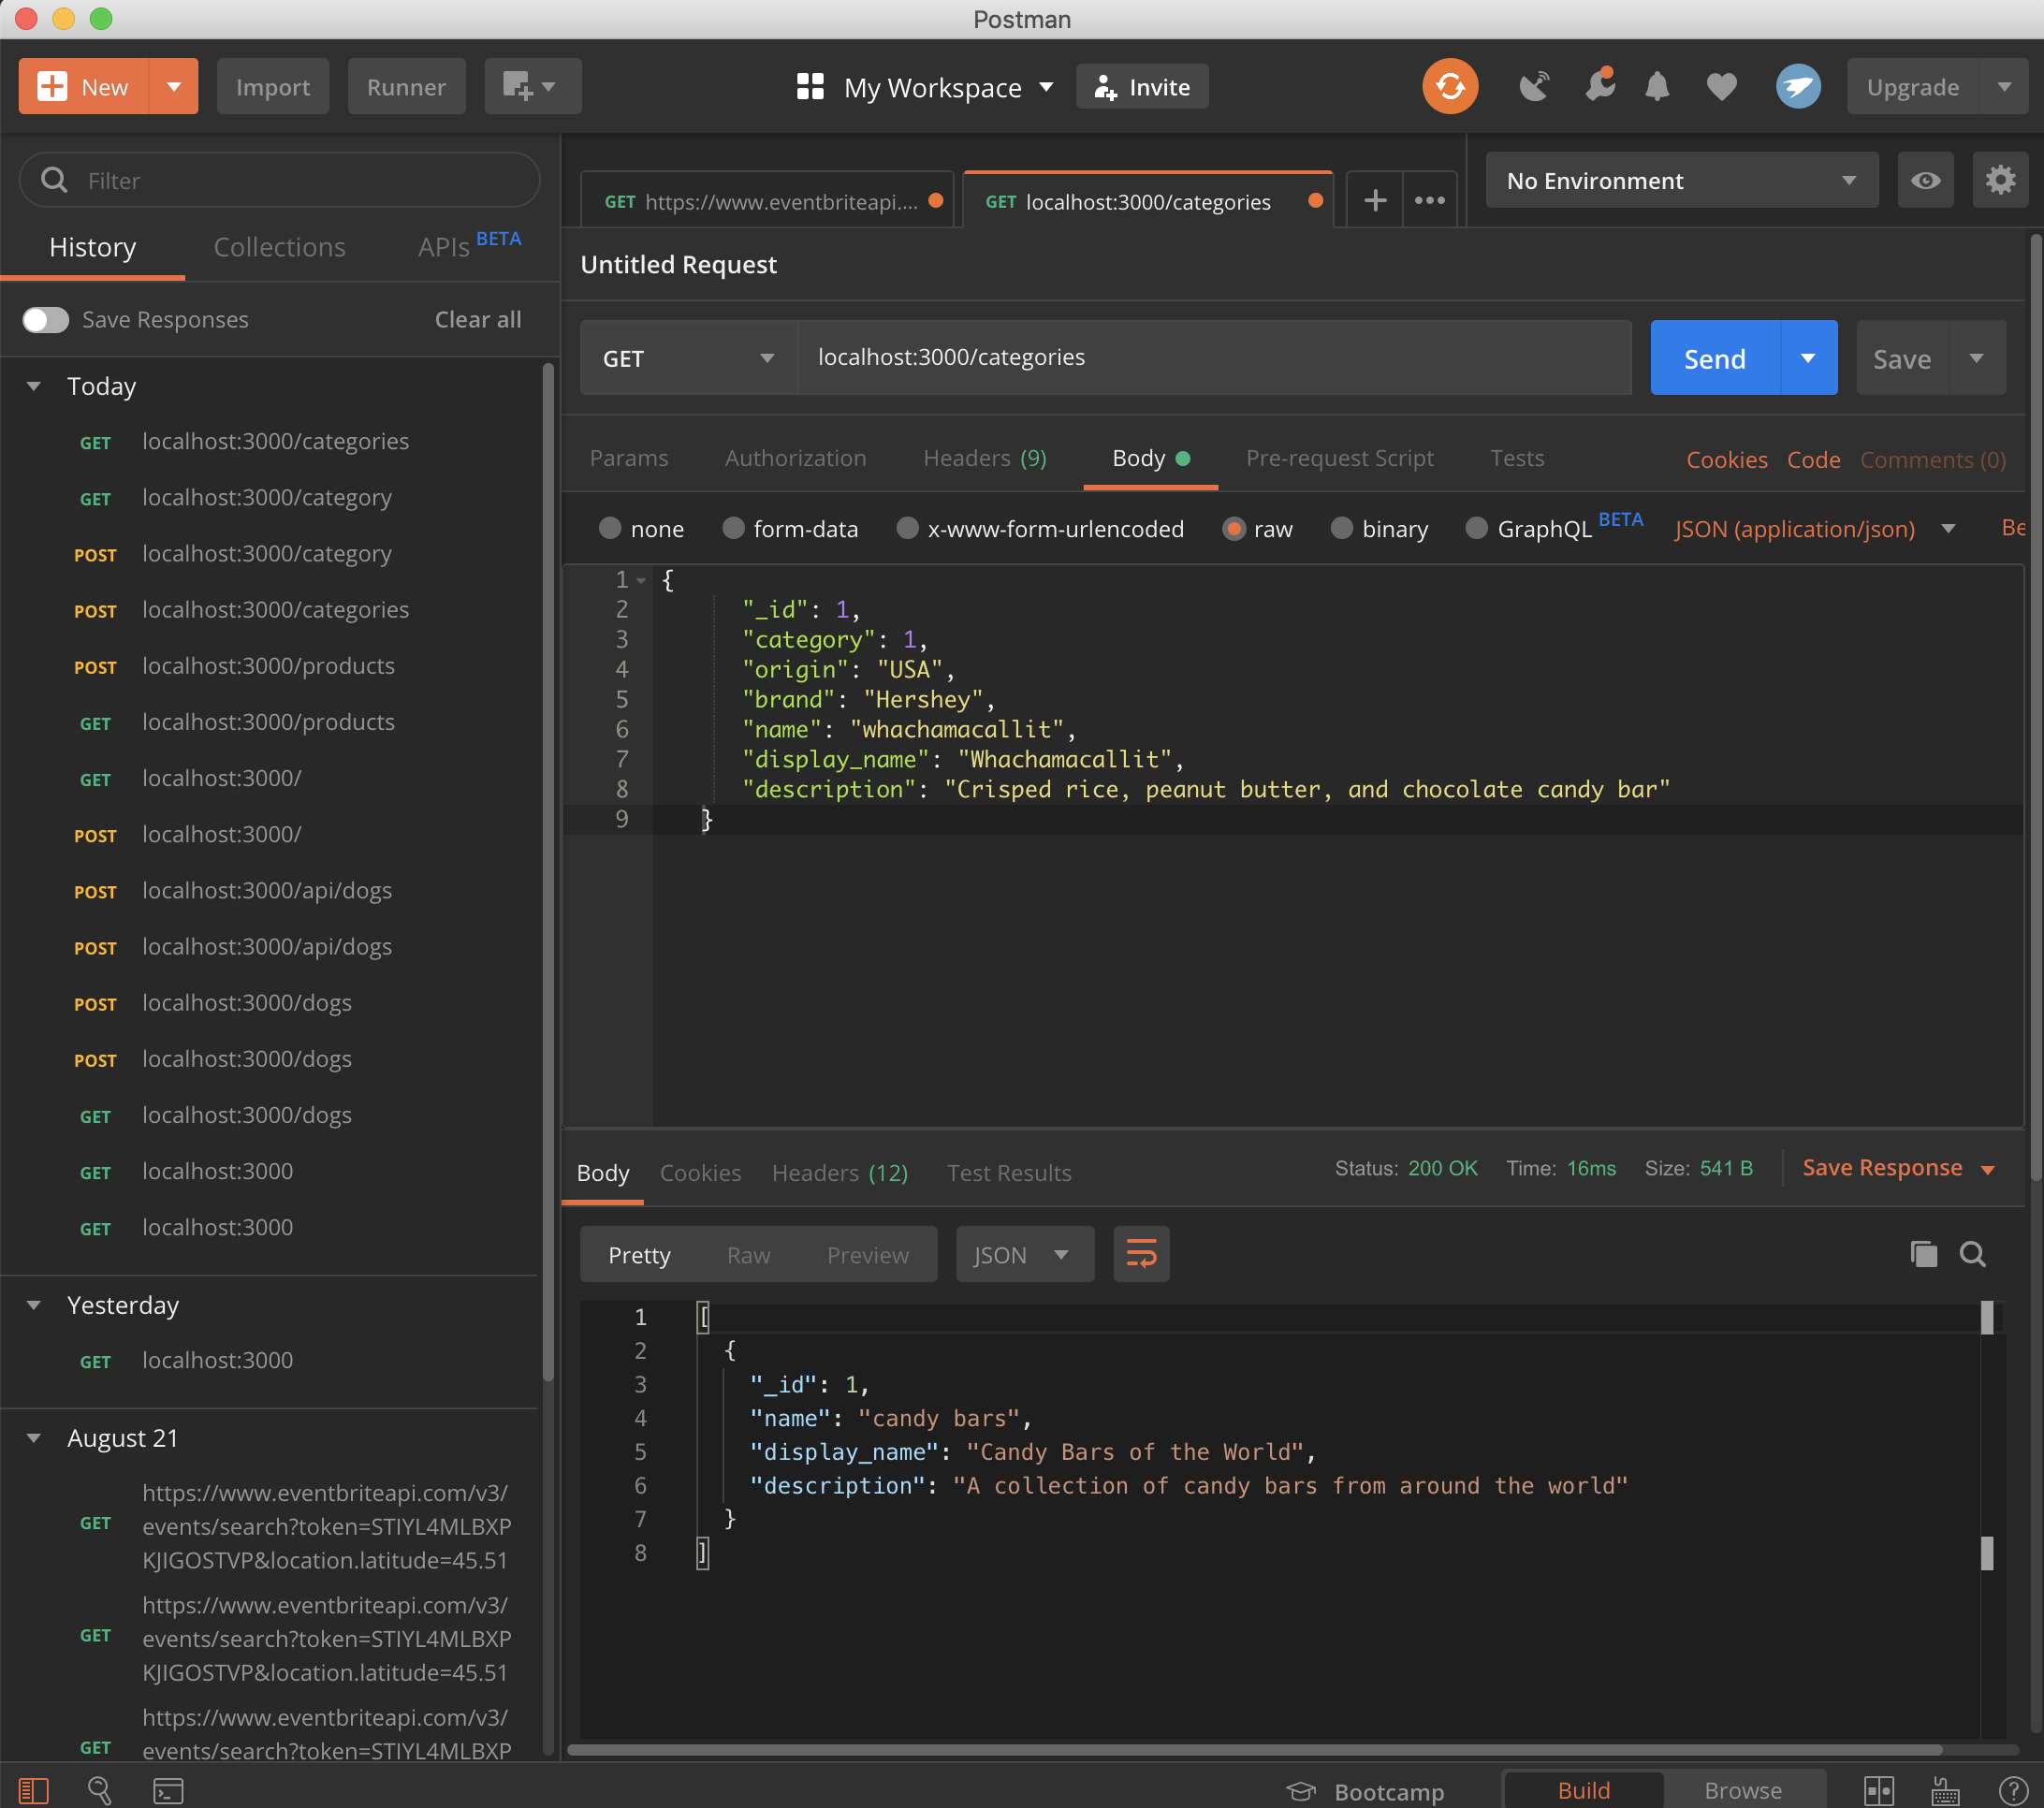 Postman
New
Import
Runner
My Workspace
Invite
Upgrade
Filter
History
Collections
APIs BETA
Save Responses
Clear all
Today
GET localhost:3000/categories
GET localhost:3000/category
POST localhost:3000/category
POST localhost:3000/categories
POST localhost:3000/products
GET localhost:3000/products
GET localhost:3000/
POST localhost:3000/
POST localhost:3000/api/dogs
POST localhost:3000/api/dogs
POST localhost:3000/dogs
POST localhost:3000/dogs
GET localhost:3000/dogs
GET localhost:3000
GET localhost:3000
Yesterday
GET localhost:3000
August 21
GET https://www.eventbriteapi.com/v3/
events/search?token=STIYL4MLBXP
KJIGOSTVP&location.latitude=45.51
GET https://www.eventbriteapi.com/v3/
events/search?token=STIYL4MLBXP
KJIGOSTVP&location.latitude=45.51
GET https://www.eventbriteapi.com/v3/
events/search?token=STIYL4MLBXP
GET https://www.eventbriteapi....
GET localhost:3000/categories
No Environment
Untitled Request
GET localhost:3000/categories
Send
Save
Params Authorization Headers (9) Body Pre-request Script Tests Cookies Code Comments (0)
none form-data x-www-form-urlencoded raw binary GraphQL BETA JSON (application/json) Be
1 {
2 "_id": 1,
3 "category": 1,
4 "origin": "USA",
5 "brand": "Hershey",
6 "name": "whachamacallit",
7 "display_name": "Whachamacallit",
8 "description": "Crisped rice, peanut butter, and chocolate candy bar"
9 }
Body Cookies Headers (12) Test Results Status: 200 OK Time: 16ms Size: 541 B Save Response
Pretty Raw Preview JSON
1 [
2 {
3 "_id": 1,
4 "name": "candy bars",
5 "display_name": "Candy Bars of the World",
6 "description": "A collection of candy bars from around the world"
7 }
8 ]
Bootcamp
Build
Browse